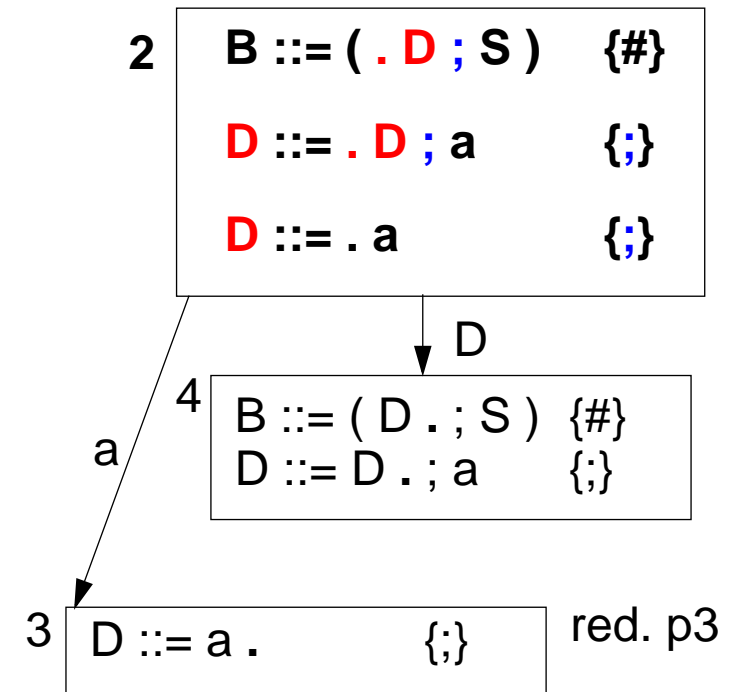 2 B ::= ( . D ; S ) {#}
D ::= . D ; a {;}
D ::= . a {;}
D
4 B ::= ( D . ; S ) {#}
a D ::= D . ; a {;}
3 D ::= a . {;} red. p3